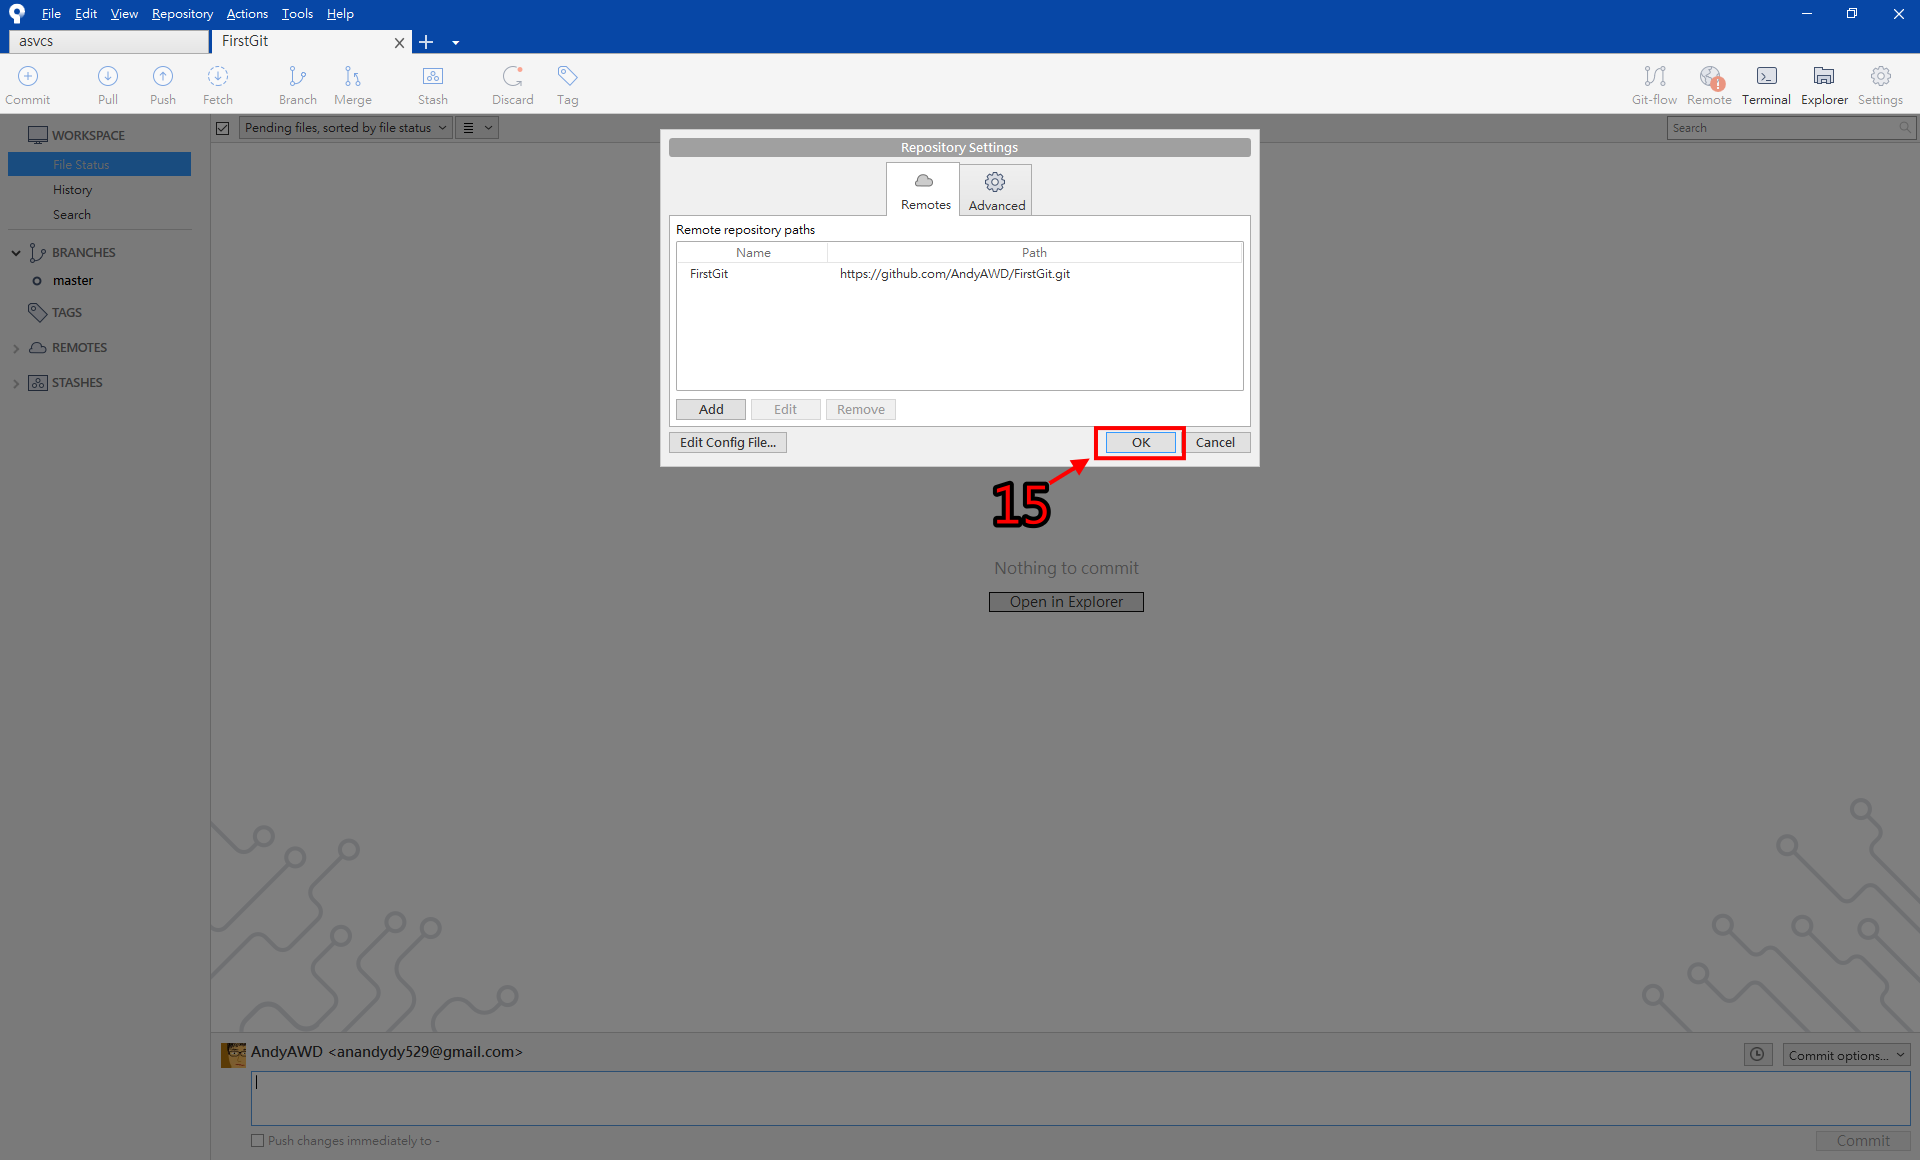 File Edit View Repository Actions Tools Help
asvcs
FirstGit
Commit Pull Push Fetch Branch Merge Stash Discard Tag Git-flow Remote Terminal Explorer Settings
WORKSPACE
File Status
History
Search
BRANCHES
master
TAGS
REMOTES
STASHES
Pending files, sorted by file status
Search
Repository Settings
Remotes
Advanced
Remote repository paths
Name Path
FirstGit https://github.com/AndyAWD/FirstGit.git
Add Edit Remove
Edit Config File... OK Cancel
15
Nothing to commit
Open in Explorer
AndyAWD <anandydy529@gmail.com>
Commit options...
Push changes immediately to -
Commit